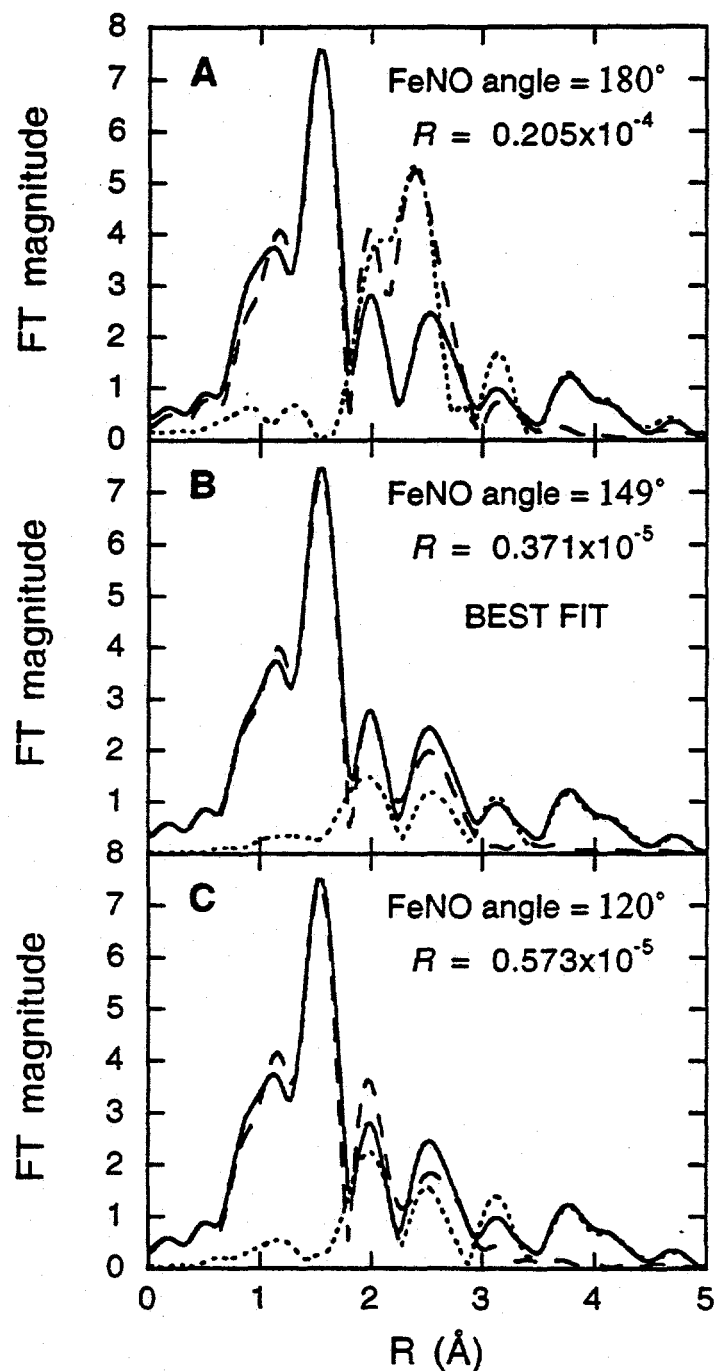 8
7
6
5
4
3
2
1
0
FT magnitude
A
FeNO angle = 180°
R = 0.205x10⁻⁴
7
6
5
4
3
2
1
8
FT magnitude
B
FeNO angle = 149°
R = 0.371x10⁻⁵
BEST FIT
7
6
5
4
3
2
1
0
FT magnitude
C
FeNO angle = 120°
R = 0.573x10⁻⁵
0 1 2 3 4 5
R (Å)